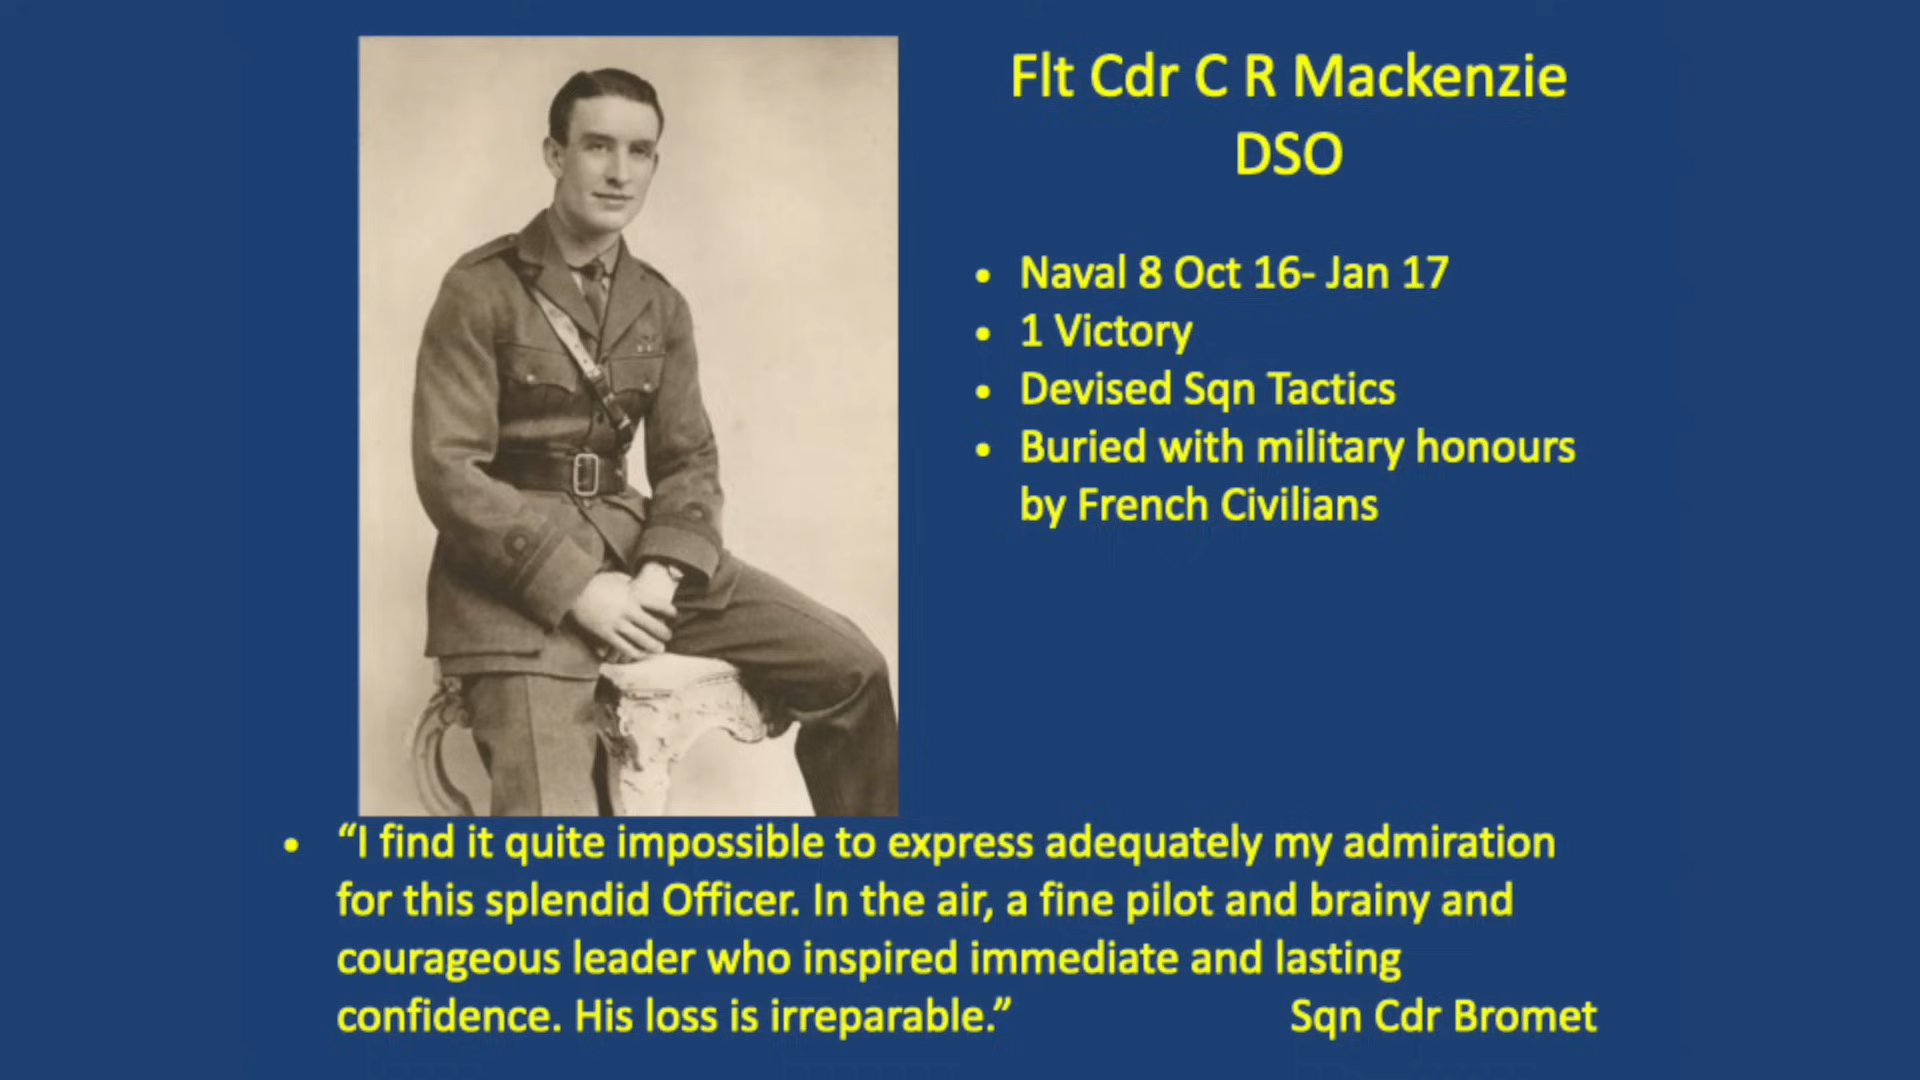 Flt Cdr C R Mackenzie
DSO
• Naval 8 Oct 16- Jan 17
• 1 Victory
• Devised Sqn Tactics
• Buried with military honours
by French Civilians
• “I find it quite impossible to express adequately my admiration
for this splendid Officer. In the air, a fine pilot and brainy and
courageous leader who inspired immediate and lasting
confidence. His loss is irreparable.” Sqn Cdr Bromet